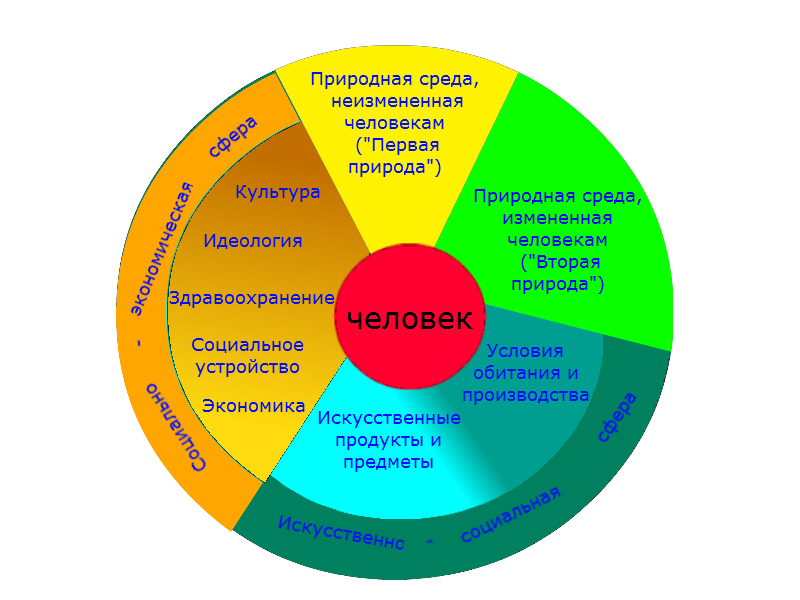 Природная среда,
неизмененная
человекам
("Первая
природа")
Природная среда,
измененная
человекам
("Вторая
природа")
Условия
обитания и
производства
Искусственные
продукты и
предметы
Искусственно - социальная сфера
Социально - экономическая сфера
Культура
Идеология
Здравоохранение
Социальное
устройство
Экономика
человек